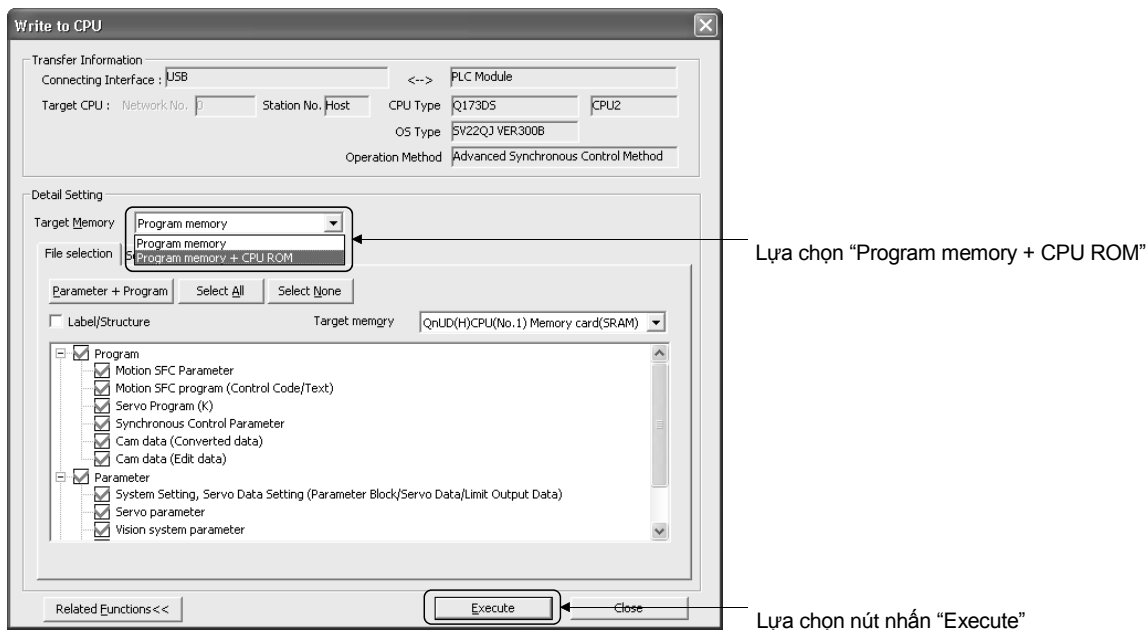 Write to CPU
Transfer Information
Connecting Interface : USB <--> PLC Module
Target CPU : Network No. 0 Station No. Host CPU Type Q173DS CPU2
OS Type SV22QJ VER300B
Operation Method Advanced Synchronous Control Method
Detail Setting
Target Memory Program memory
Program memory
File selection Program memory + CPU ROM
Lựa chọn “Program memory + CPU ROM”
Parameter + Program Select All Select None
Label/Structure Target memory QnUD(H)CPU(No.1) Memory card(SRAM)
Program
Motion SFC Parameter
Motion SFC program (Control Code/Text)
Servo Program (K)
Synchronous Control Parameter
Cam data (Converted data)
Cam data (Edit data)
Parameter
System Setting, Servo Data Setting (Parameter Block/Servo Data/Limit Output Data)
Servo parameter
Vision system parameter
Related Functions<< Execute Close
Lựa chọn nút nhấn “Execute”